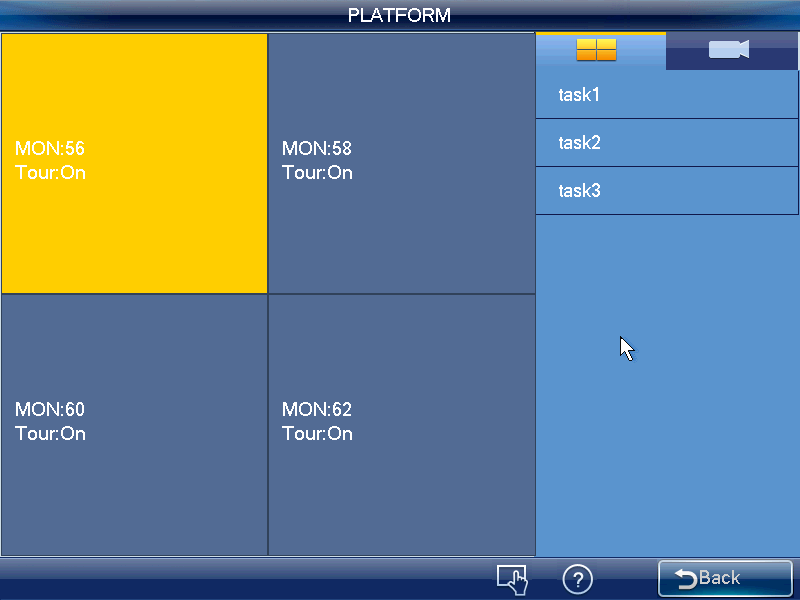 PLATFORM
MON:56
Tour:On
MON:58
Tour:On
MON:60
Tour:On
MON:62
Tour:On
task1
task2
task3
?
Back